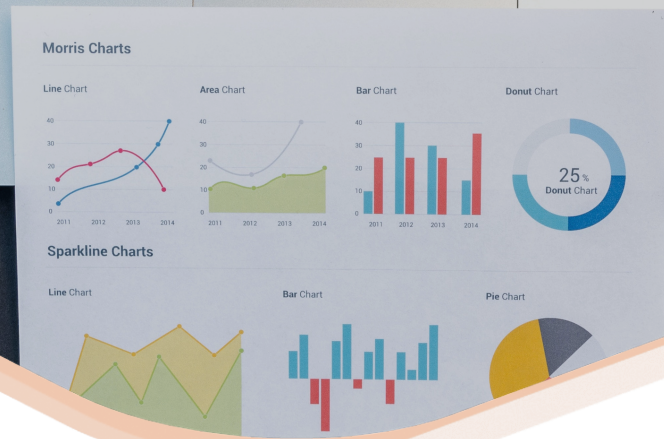 Morris Charts
Line Chart
Area Chart
Bar Chart
Donut Chart
40
30
20
10
0
2011 2012 2013 2014
40
30
20
10
0
2011 2012 2013 2014
40
30
20
10
0
2011 2012 2013 2014
25%
Donut Chart
Sparkline Charts
Line Chart
Bar Chart
Pie Chart